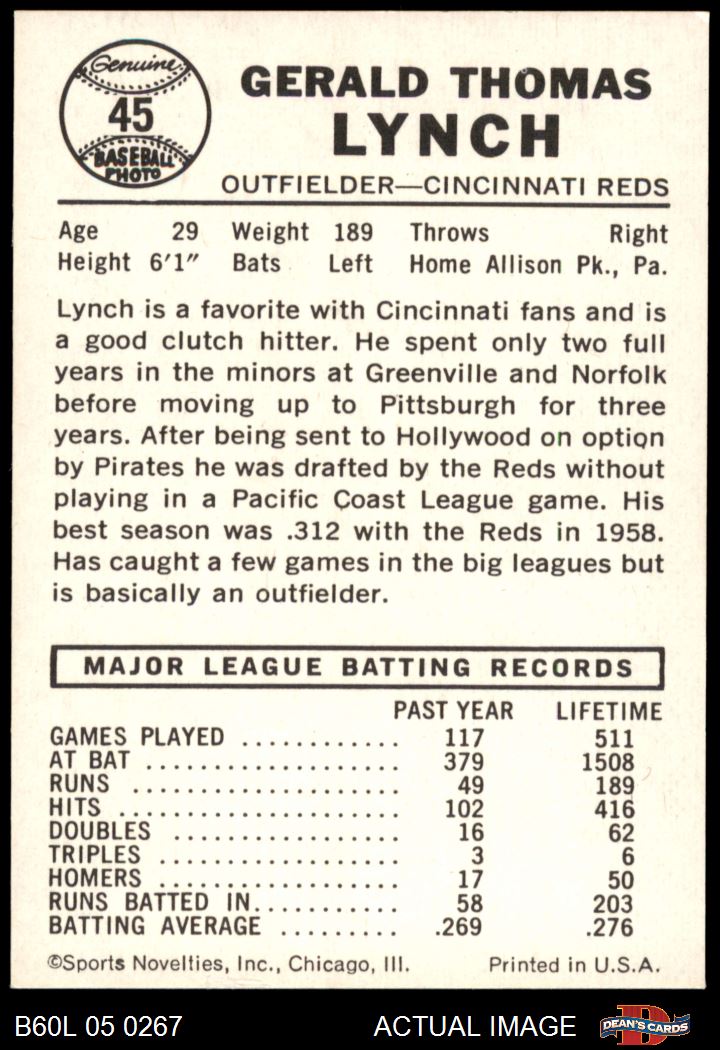 Genuine
45
BASEBALL
PHOTO
GERALD THOMAS
LYNCH
OUTFIELDER—CINCINNATI REDS
Age 29 Weight 189 Throws Right
Height 6'1" Bats Left Home Allison Pk., Pa.
Lynch is a favorite with Cincinnati fans and is
a good clutch hitter. He spent only two full
years in the minors at Greenville and Norfolk
before moving up to Pittsburgh for three
years. After being sent to Hollywood on option
by Pirates he was drafted by the Reds without
playing in a Pacific Coast League game. His
best season was .312 with the Reds in 1958.
Has caught a few games in the big leagues but
is basically an outfielder.
MAJOR LEAGUE BATTING RECORDS
PAST YEAR LIFETIME
GAMES PLAYED ............ 117 511
AT BAT .................... 379 1508
RUNS ..................... 49 189
HITS ...................... 102 416
DOUBLES .................. 16 62
TRIPLES ................... 3 6
HOMERS ................... 17 50
RUNS BATTED IN........... 58 203
BATTING AVERAGE ......... .269 .276
©Sports Novelties, Inc., Chicago, Ill. Printed in U.S.A.
B60L 05 0267 ACTUAL IMAGE DEAN'S CARDS